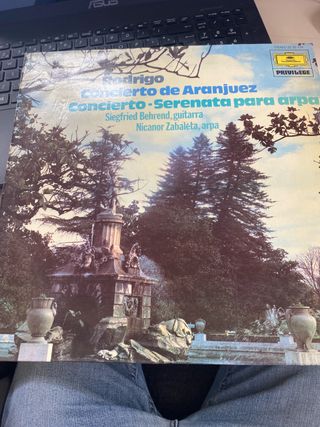 ASUS
Rodrigo
Concierto de Aranjuez
Concierto - Serenata para arpa
Siegfried Behrend, guitarra
Nicanor Zabaleta, arpa
PRIVILEGE